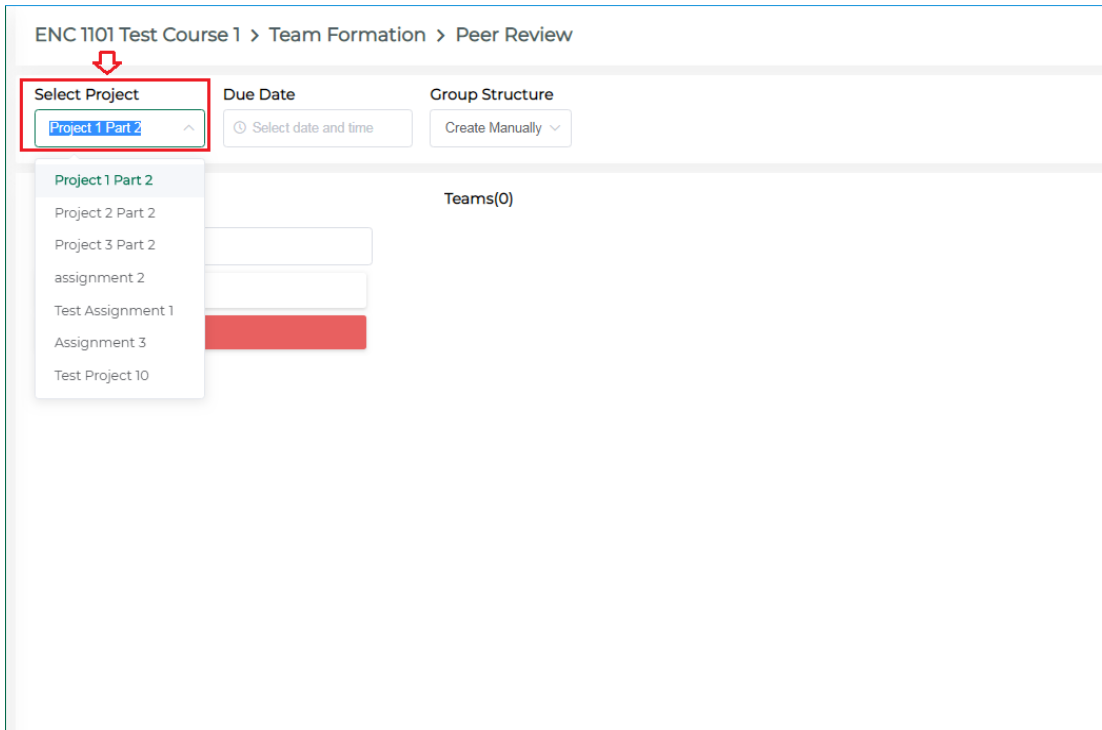 ENC 1101 Test Course 1 > Team Formation > Peer Review
Select Project Due Date Group Structure
Project 1 Part 2 Select date and time Create Manually
Project 1 Part 2 Teams(0)
Project 2 Part 2
Project 3 Part 2
assignment 2
Test Assignment 1
Assignment 3
Test Project 10